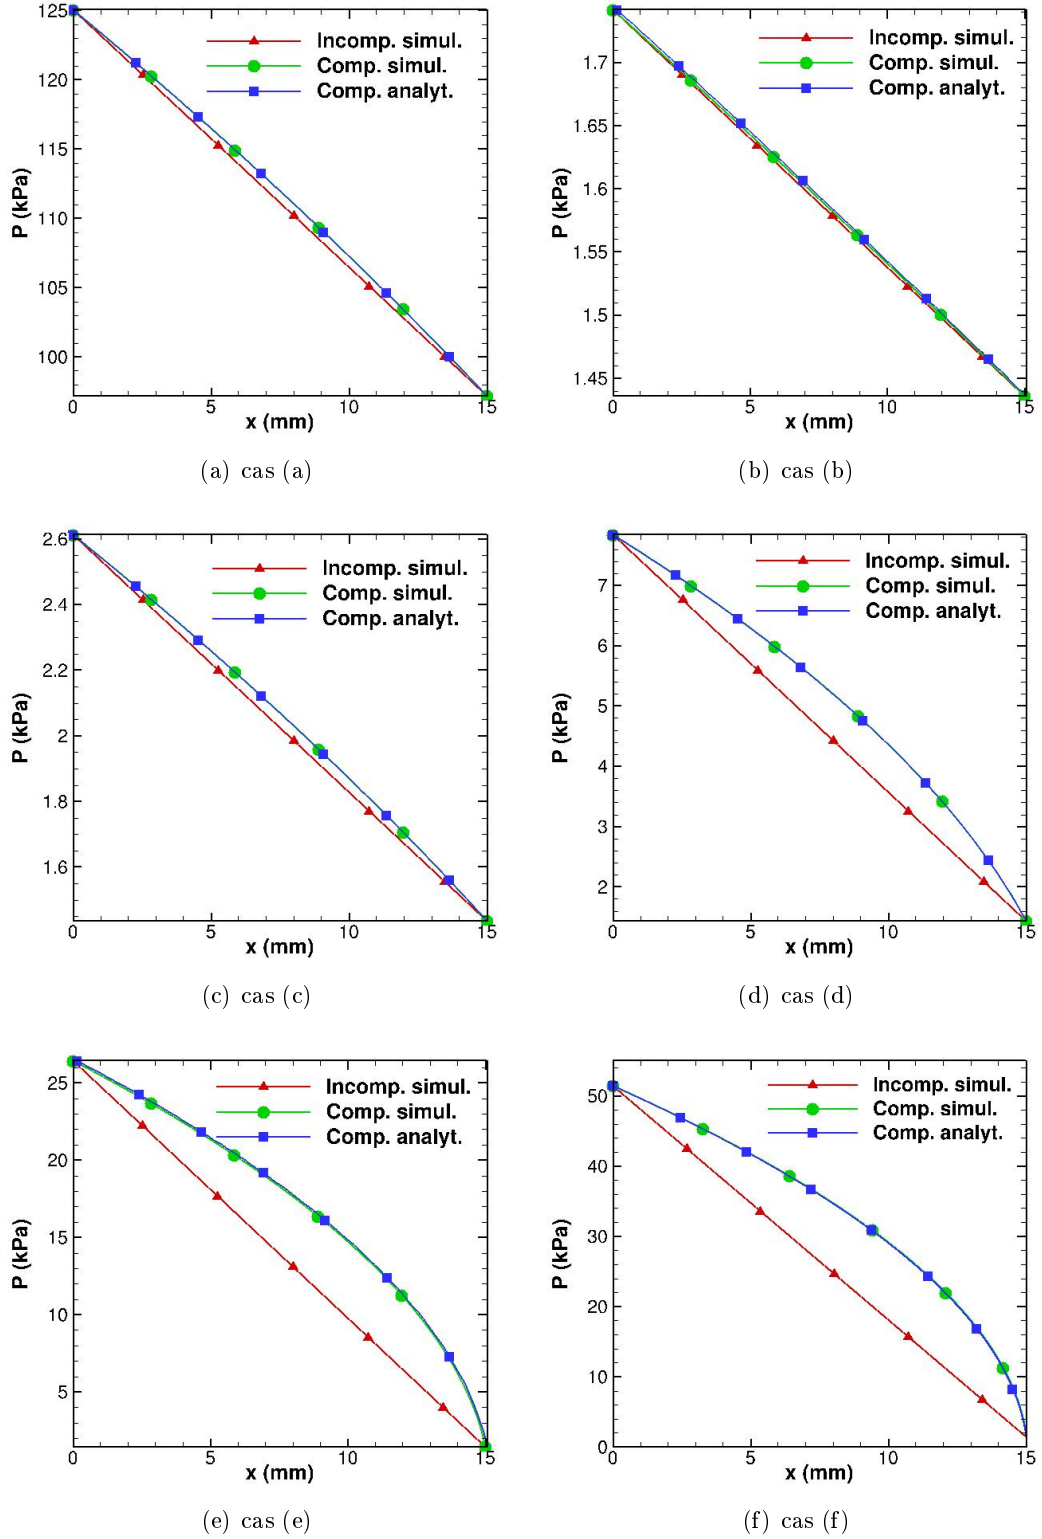 125
120
115
110
105
100
P (kPa)
Incomp. simul.
Comp. simul.
Comp. analyt.
0 5 10 15
x (mm)
(a) cas (a)
1.7
1.65
1.6
1.55
1.5
1.45
P (kPa)
Incomp. simul.
Comp. simul.
Comp. analyt.
0 5 10 15
x (mm)
(b) cas (b)
2.6
2.4
2.2
2
1.8
1.6
P (kPa)
Incomp. simul.
Comp. simul.
Comp. analyt.
0 5 10 15
x (mm)
(c) cas (c)
7
6
5
4
3
2
P (kPa)
Incomp. simul.
Comp. simul.
Comp. analyt.
0 5 10 15
x (mm)
(d) cas (d)
25
20
15
10
5
P (kPa)
Incomp. simul.
Comp. simul.
Comp. analyt.
0 5 10 15
x (mm)
(e) cas (e)
50
40
30
20
10
0
P (kPa)
Incomp. simul.
Comp. simul.
Comp. analyt.
0 5 10 15
x (mm)
(f) cas (f)